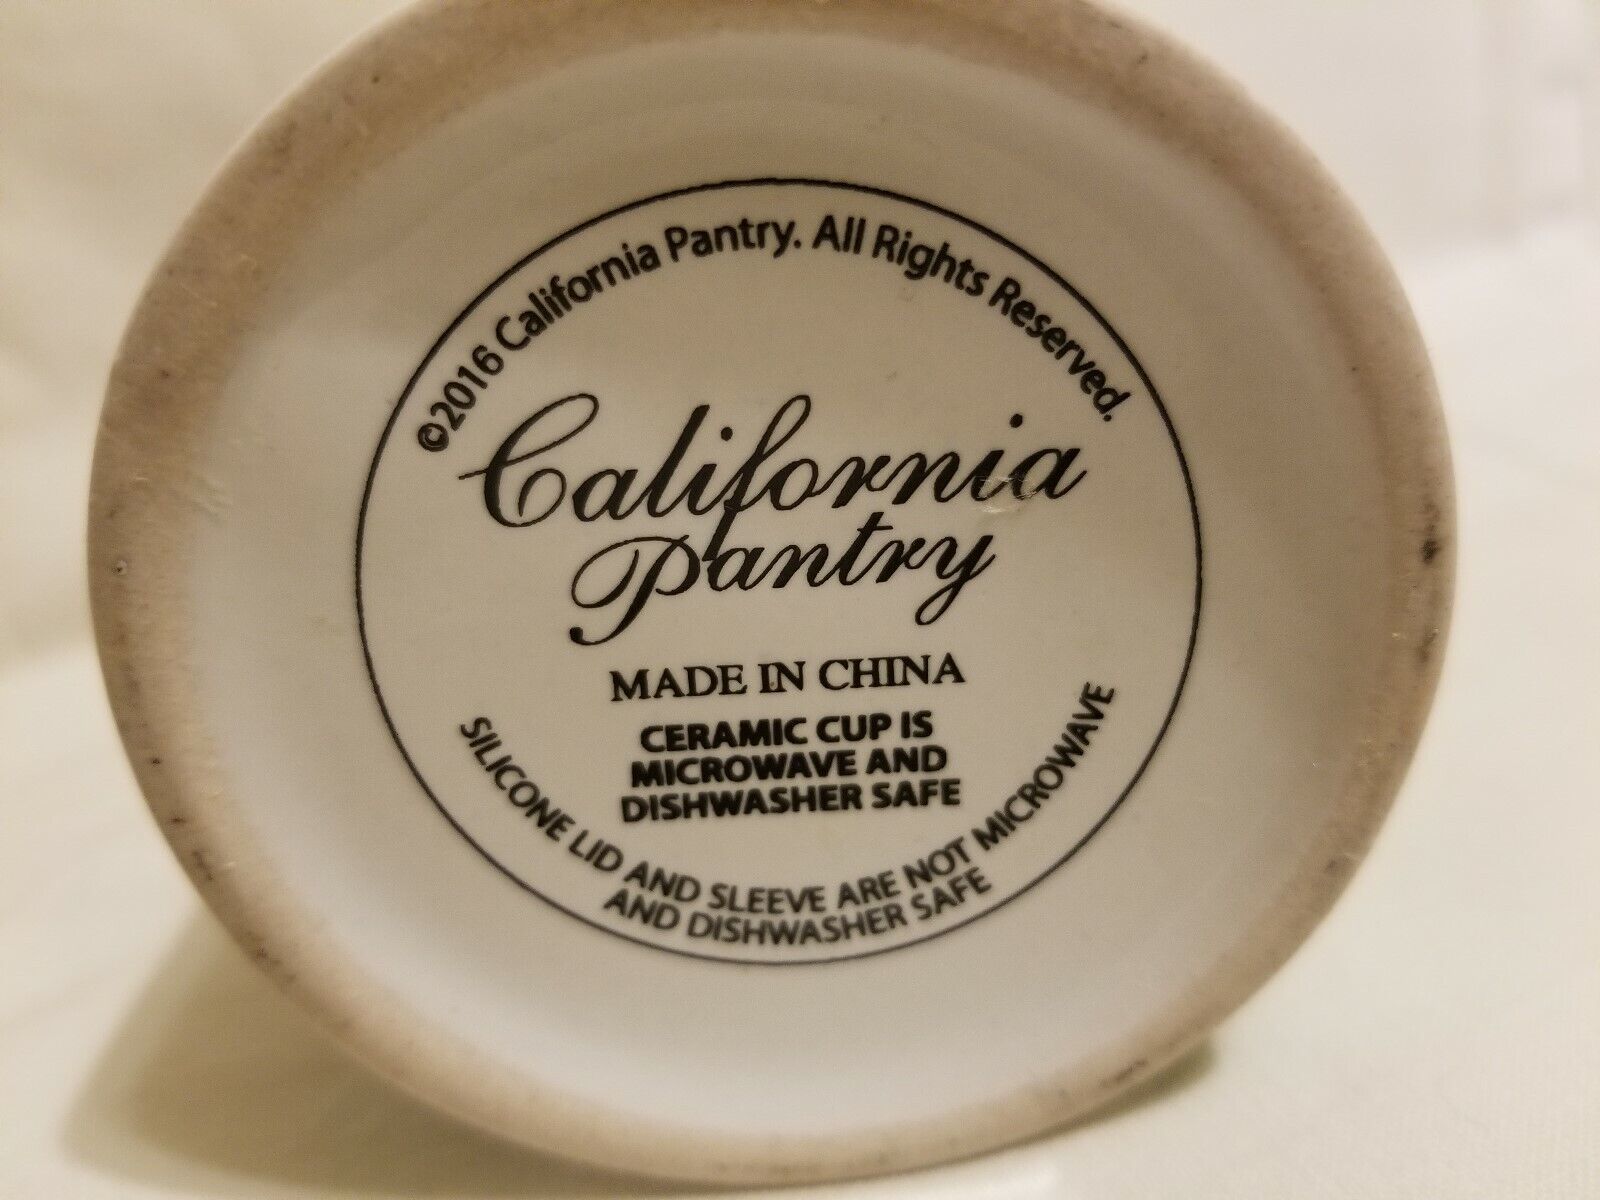 ©2016 California Pantry. All Rights Reserved.
California
Pantry
MADE IN CHINA
CERAMIC CUP IS
MICROWAVE AND
DISHWASHER SAFE
SILICONE LID AND SLEEVE ARE NOT MICROWAVE
AND DISHWASHER SAFE